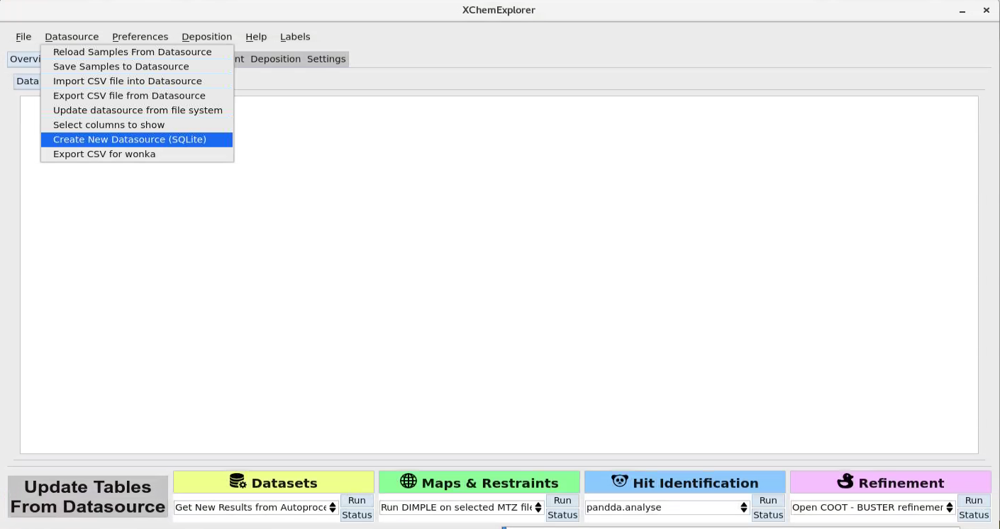 XChemExplorer
File Datasource Preferences Deposition Help Labels
Reload Samples From Datasource
Save Samples to Datasource
Import CSV file into Datasource
Export CSV file from Datasource
Update datasource from file system
Select columns to show
Create New Datasource (SQLite)
Export CSV for wonka
Deposition Settings
Data
Update Tables
From Datasource
Datasets
Get New Results from Autoproce
Run
Status
Maps & Restraints
Run DIMPLE on selected MTZ file
Run
Status
Hit Identification
pandda.analyse
Run
Status
Refinement
Open COOT - BUSTER refinemer
Run
Status